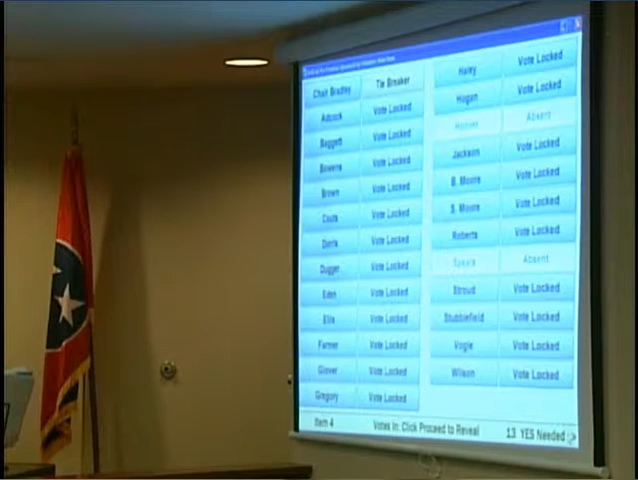 Chair Bradley Tie Breaker
Adcock Vote Locked
Baggett Vote Locked
Bowens Vote Locked
Brown Vote Locked
Couts Vote Locked
Dorris Vote Locked
Dugger Vote Locked
Eden Vote Locked
Ellis Vote Locked
Farmer Vote Locked
Glover Vote Locked
Gregory Vote Locked
Haley Vote Locked
Hogan Vote Locked
Absent
Jackson Vote Locked
B. Moore Vote Locked
S. Moore Vote Locked
Roberts Vote Locked
Absent
Stroud Vote Locked
Stubblefield Vote Locked
Vogle Vote Locked
Wilson Vote Locked
Item 4 Votes In: Click Proceed to Reveal 13 YES Needed